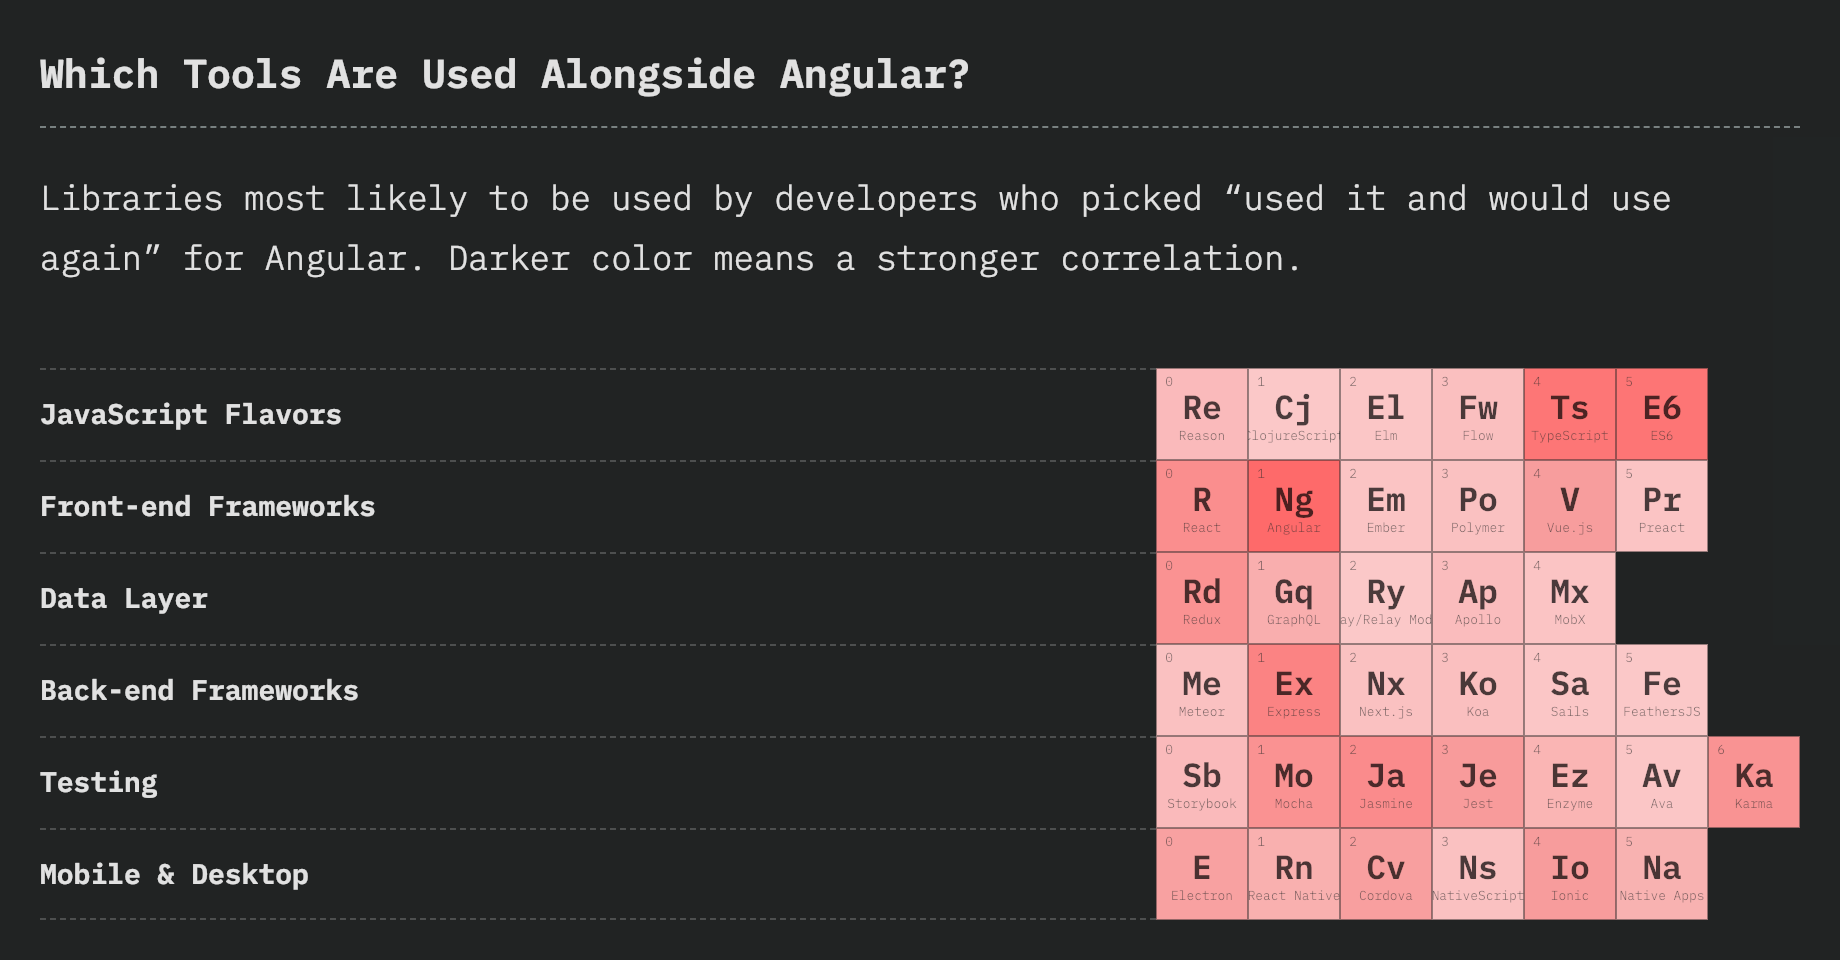 Which Tools Are Used Alongside Angular?
Libraries most likely to be used by developers who picked “used it and would use
again” for Angular. Darker color means a stronger correlation.
JavaScript Flavors
0 1 2 3 4 5
Re Cj El Fw Ts E6
Reason ClojureScript Elm Flow TypeScript ES6
Front-end Frameworks
0 1 2 3 4 5
R Ng Em Po V Pr
React Angular Ember Polymer Vue.js Preact
Data Layer
0 1 2 3 4
Rd Gq Ry Ap Mx
Redux GraphQL ay/Relay Mod Apollo MobX
Back-end Frameworks
0 1 2 3 4 5
Me Ex Nx Ko Sa Fe
Meteor Express Next.js Koa Sails FeathersJS
Testing
0 1 2 3 4 5 6
Sb Mo Ja Je Ez Av Ka
Storybook Mocha Jasmine Jest Enzyme Ava Karma
Mobile & Desktop
0 1 2 3 4 5
E Rn Cv Ns Io Na
Electron React Native Cordova NativeScript Ionic Native Apps